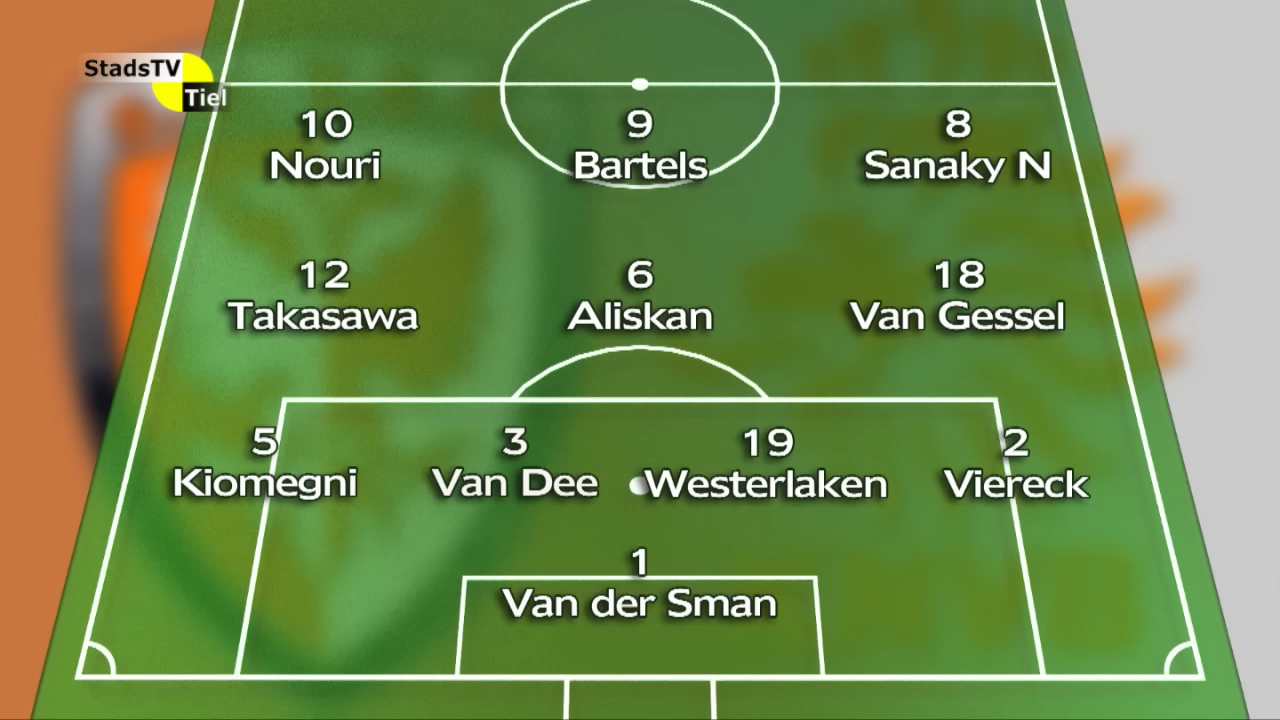 StadsTV
Tiel
10 9 8
Nouri Bartels Sanaky N
12 6 18
Takasawa Aliskan Van Gessel
5 3 19 2
Kiomegni Van Dee Westerlaken Viereck
1
Van der Sman